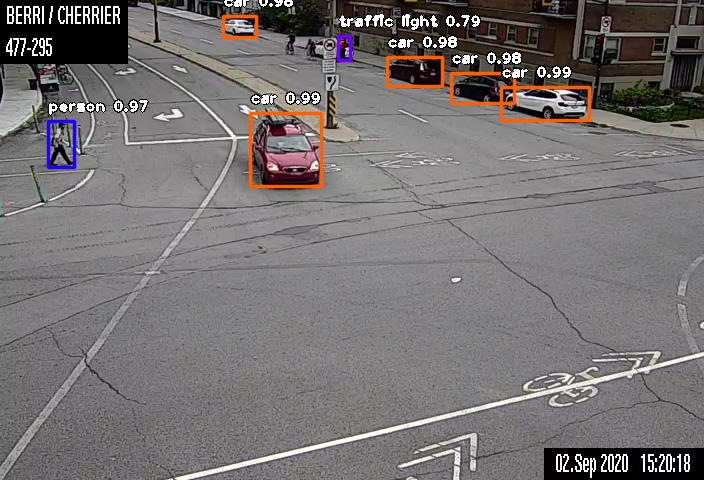 BERRI / CHERRIER
477-295
car 0.98
traffic light 0.79
car 0.98
car 0.98
car 0.99
car 0.99
person 0.97
02.Sep 2020 15:20:18